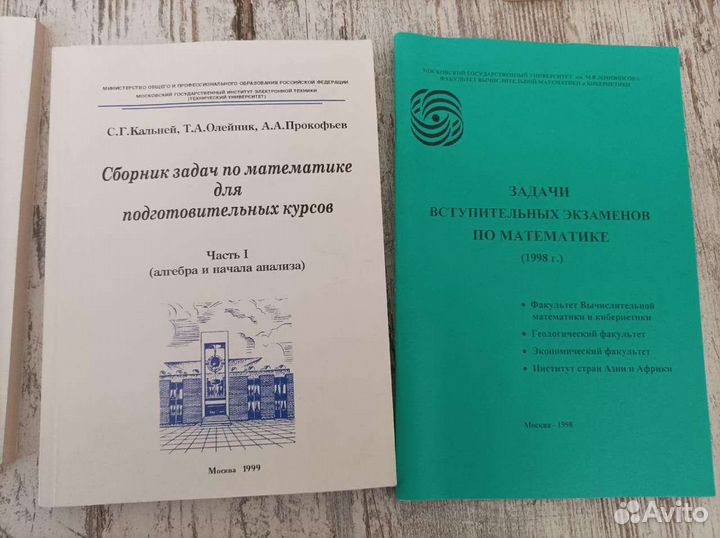 МИНИСТЕРСТВО ОБЩЕГО И ПРОФЕССИОНАЛЬНОГО ОБРАЗОВАНИЯ РОССИЙСКОЙ ФЕДЕРАЦИИ
МОСКОВСКИЙ ГОСУДАРСТВЕННЫЙ ИНСТИТУТ ЭЛЕКТРОННОЙ ТЕХНИКИ
(ТЕХНИЧЕСКИЙ УНИВЕРСИТЕТ)
С.Г.Кальней, Т.А.Олейник, А.А.Прокофьев
Сборник задач по математике
для
подготовительных курсов
Часть I
(алгебра и начала анализа)
Москва 1999
МОСКОВСКИЙ ГОСУДАРСТВЕННЫЙ УНИВЕРСИТЕТ им. М.В.ЛОМОНОСОВА
ФАКУЛЬТЕТ ВЫЧИСЛИТЕЛЬНОЙ МАТЕМАТИКИ и КИБЕРНЕТИКИ
ЗАДАЧИ
ВСТУПИТЕЛЬНЫХ ЭКЗАМЕНОВ
ПО МАТЕМАТИКЕ
(1998 г.)
• Факультет Вычислительной
математики и кибернетики
• Геологический факультет
• Экономический факультет
• Институт стран Азии и Африки
Москва - 1998
Avito